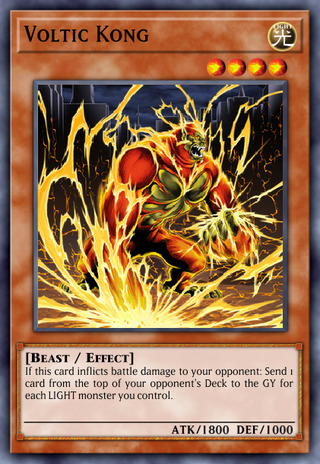 Voltic Kong
LIGHT
光
[Beast / Effect]
If this card inflicts battle damage to your opponent: Send 1
card from the top of your opponent's Deck to the GY for
each LIGHT monster you control.
ATK/1800 DEF/1000